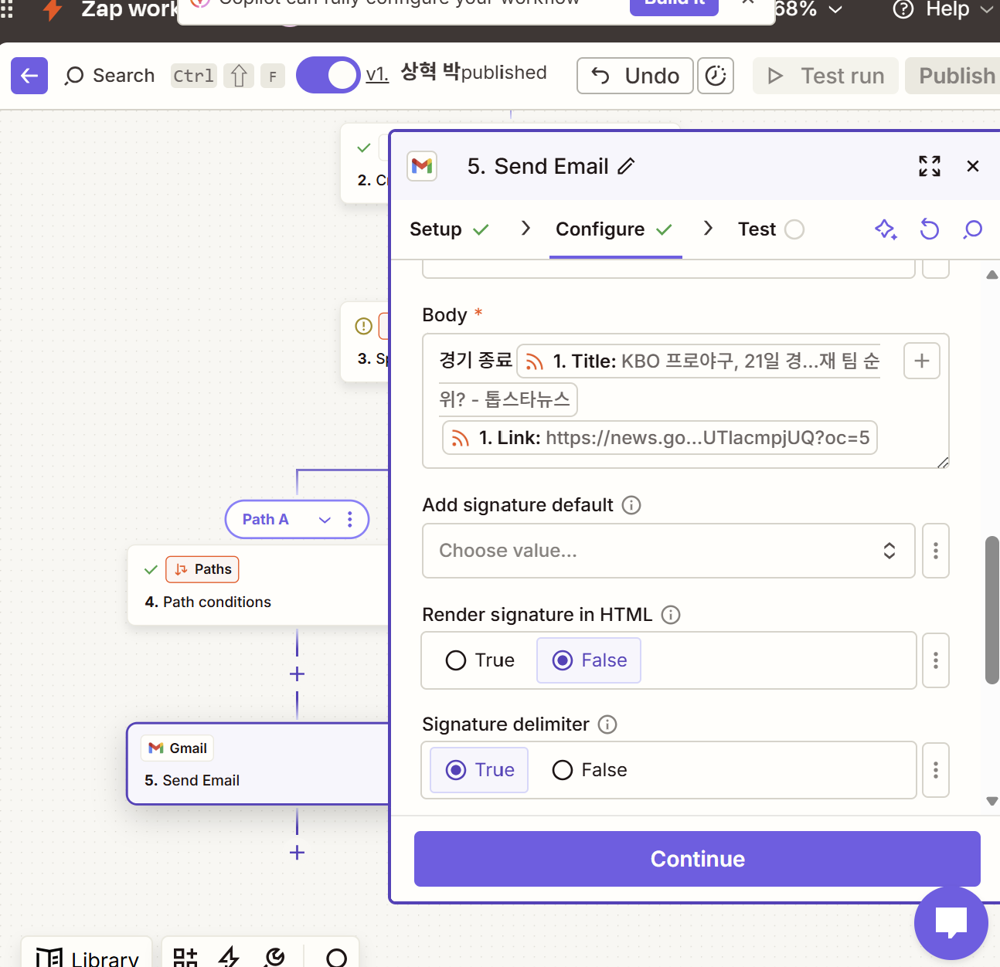 Zap work
Copilot can fully configure your workflow
Build it
68%
Help
Search
Ctrl
F
v1.
상혁 박published
Undo
Test run
Publish
2. C
3. Sp
Path A
Paths
4. Path conditions
Gmail
5. Send Email
5. Send Email
Setup
Configure
Test
Body *
경기 종료 1. Title: KBO 프로야구, 21일 경...재 팀 순
위? - 톱스타뉴스
1. Link: https://news.go...UTlacmpjUQ?oc=5
Add signature default
Choose value...
Render signature in HTML
True
False
Signature delimiter
True
False
Continue
Library